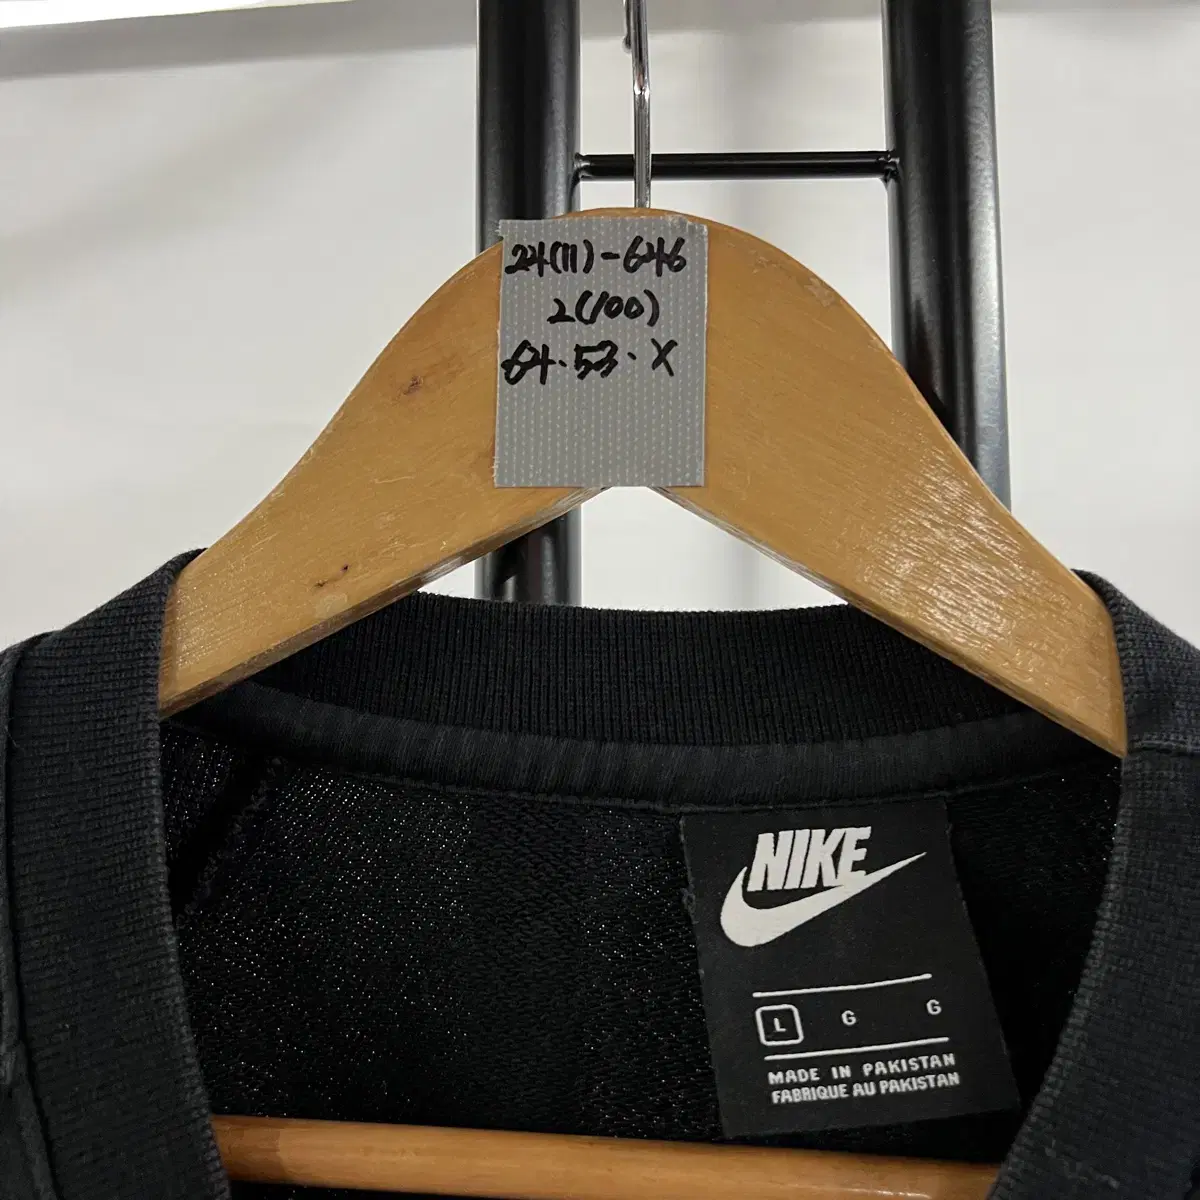 24(11)-646
2(100)
64.53.X
NIKE
L G G
MADE IN PAKISTAN
FABRIQUE AU PAKISTAN